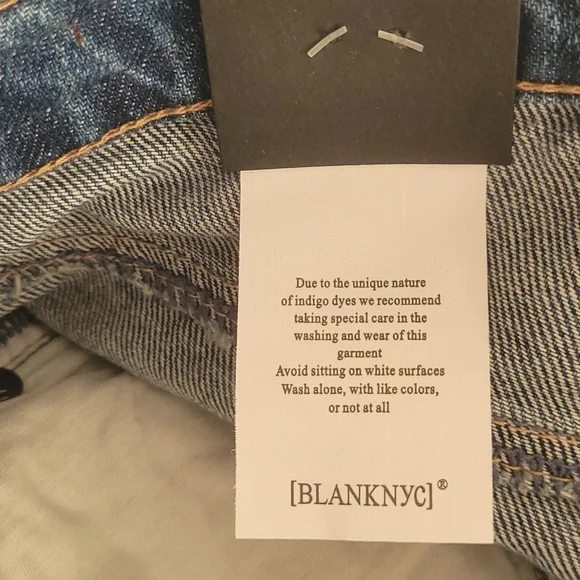 Due to the unique nature
of indigo dyes we recommend
taking special care in the
washing and wear of this
garment
Avoid sitting on white surfaces
Wash alone, with like colors,
or not at all
[BLANKNYC]®